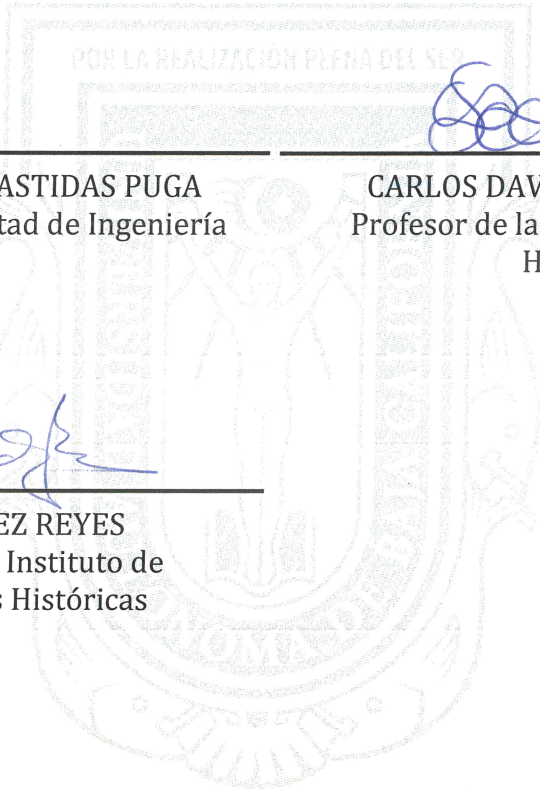 POR LA REALIZACIÓN PLENA DEL SER
ASTIDAS PUGA
tad de Ingeniería
CARLOS DAV
Profesor de la
H
EZ REYES
Instituto de
s Históricas